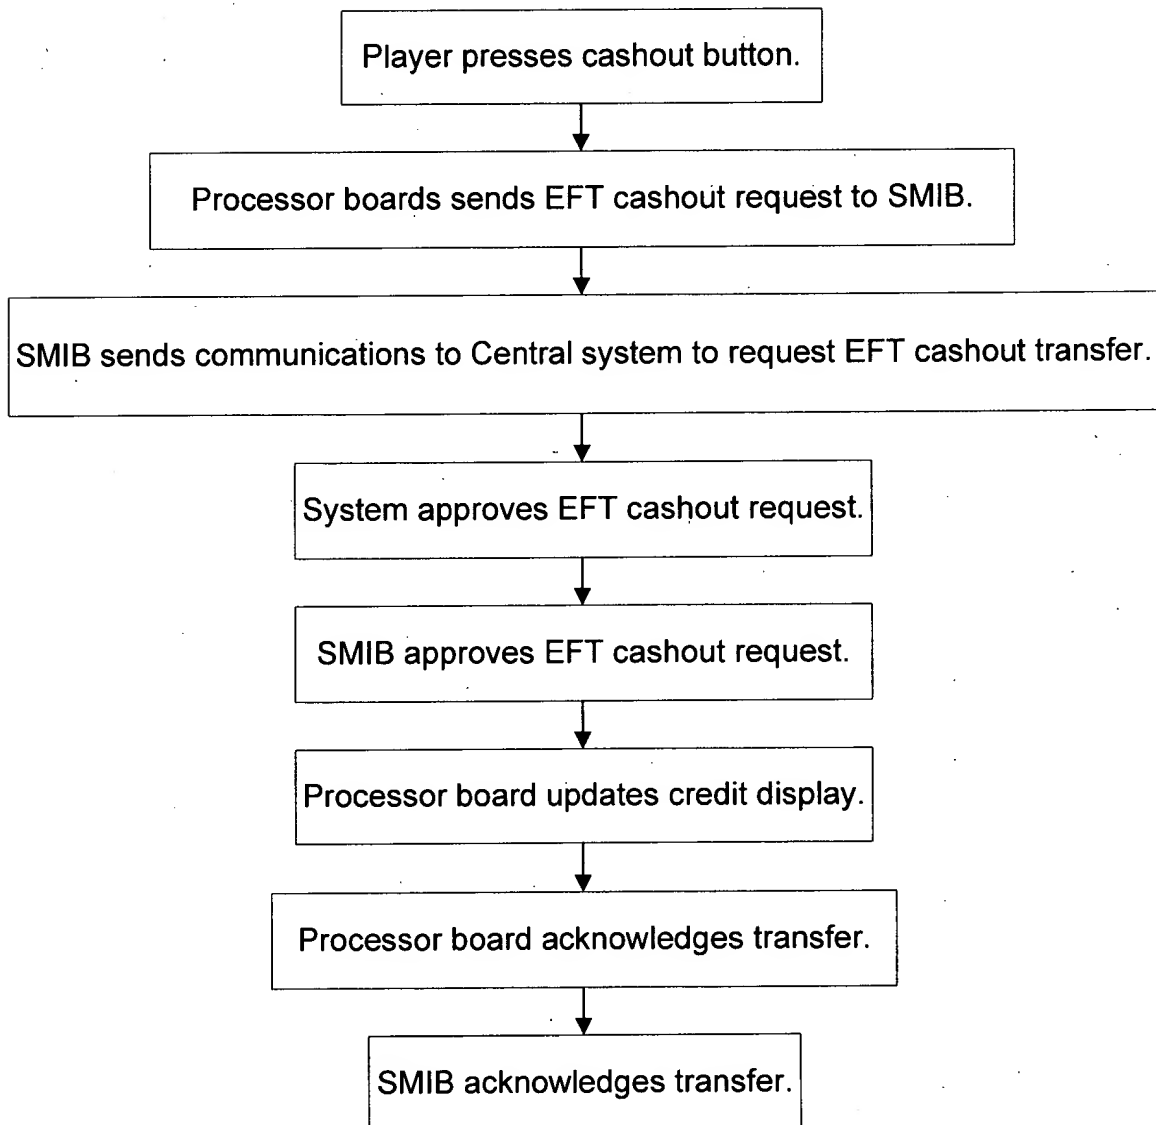 Player presses cashout button.
Processor boards sends EFT cashout request to SMIB.
SMIB sends communications to Central system to request EFT cashout transfer.
System approves EFT cashout request.
SMIB approves EFT cashout request.
Processor board updates credit display.
Processor board acknowledges transfer.
SMIB acknowledges transfer.